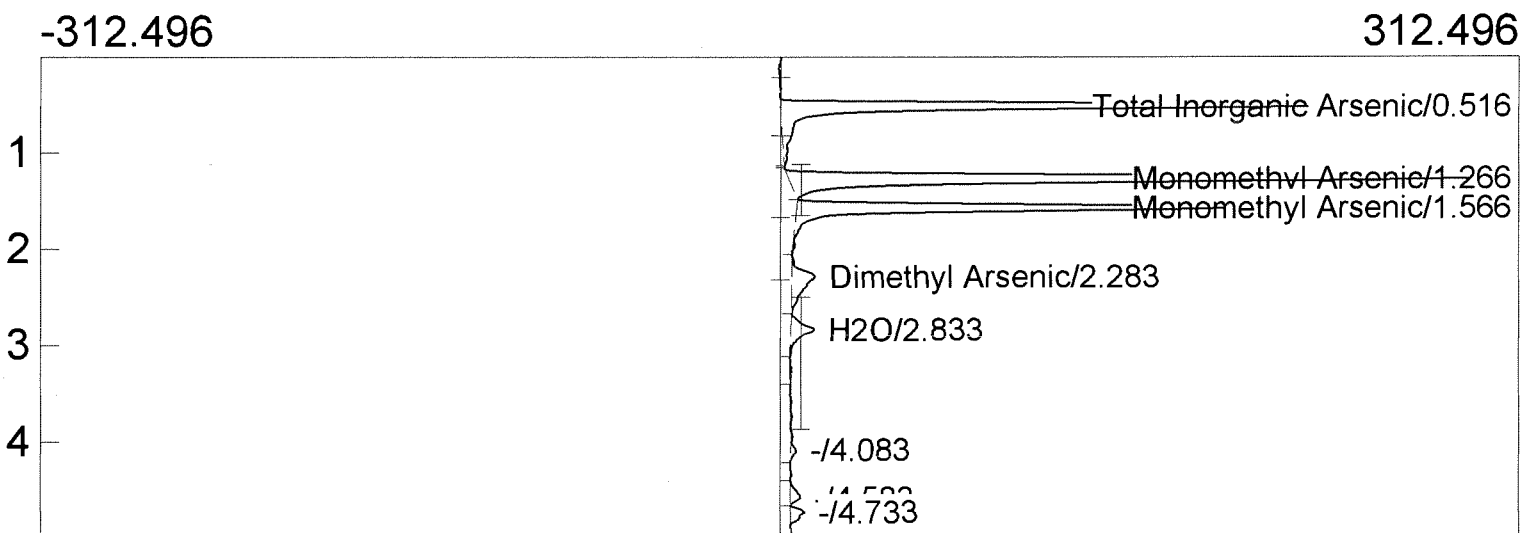 -312.496 312.496
Total Inorganic Arsenic/0.516
1
Monomethyl Arsenic/1.266
Monomethyl Arsenic/1.566
2
Dimethyl Arsenic/2.283
H2O/2.833
3
4
-/4.083
-/4.733